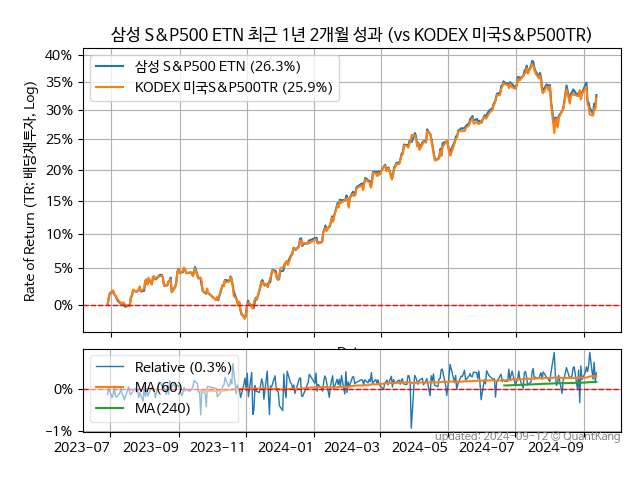 삼성 S&P500 ETN 최근 1년 2개월 성과 (vs KODEX 미국S&P500TR)
Rate of Return (TR: 배당재투자, Log)
40%
35%
30%
25%
20%
15%
10%
5%
0%
삼성 S&P500 ETN (26.3%)
KODEX 미국S&P500TR (25.9%)
0%
−1%
Relative (0.3%)
MA(60)
MA(240)
updated: 2024-09-12 © QuantKang
2023-07
2023-09
2023-11
2024-01
2024-03
2024-05
2024-07
2024-09